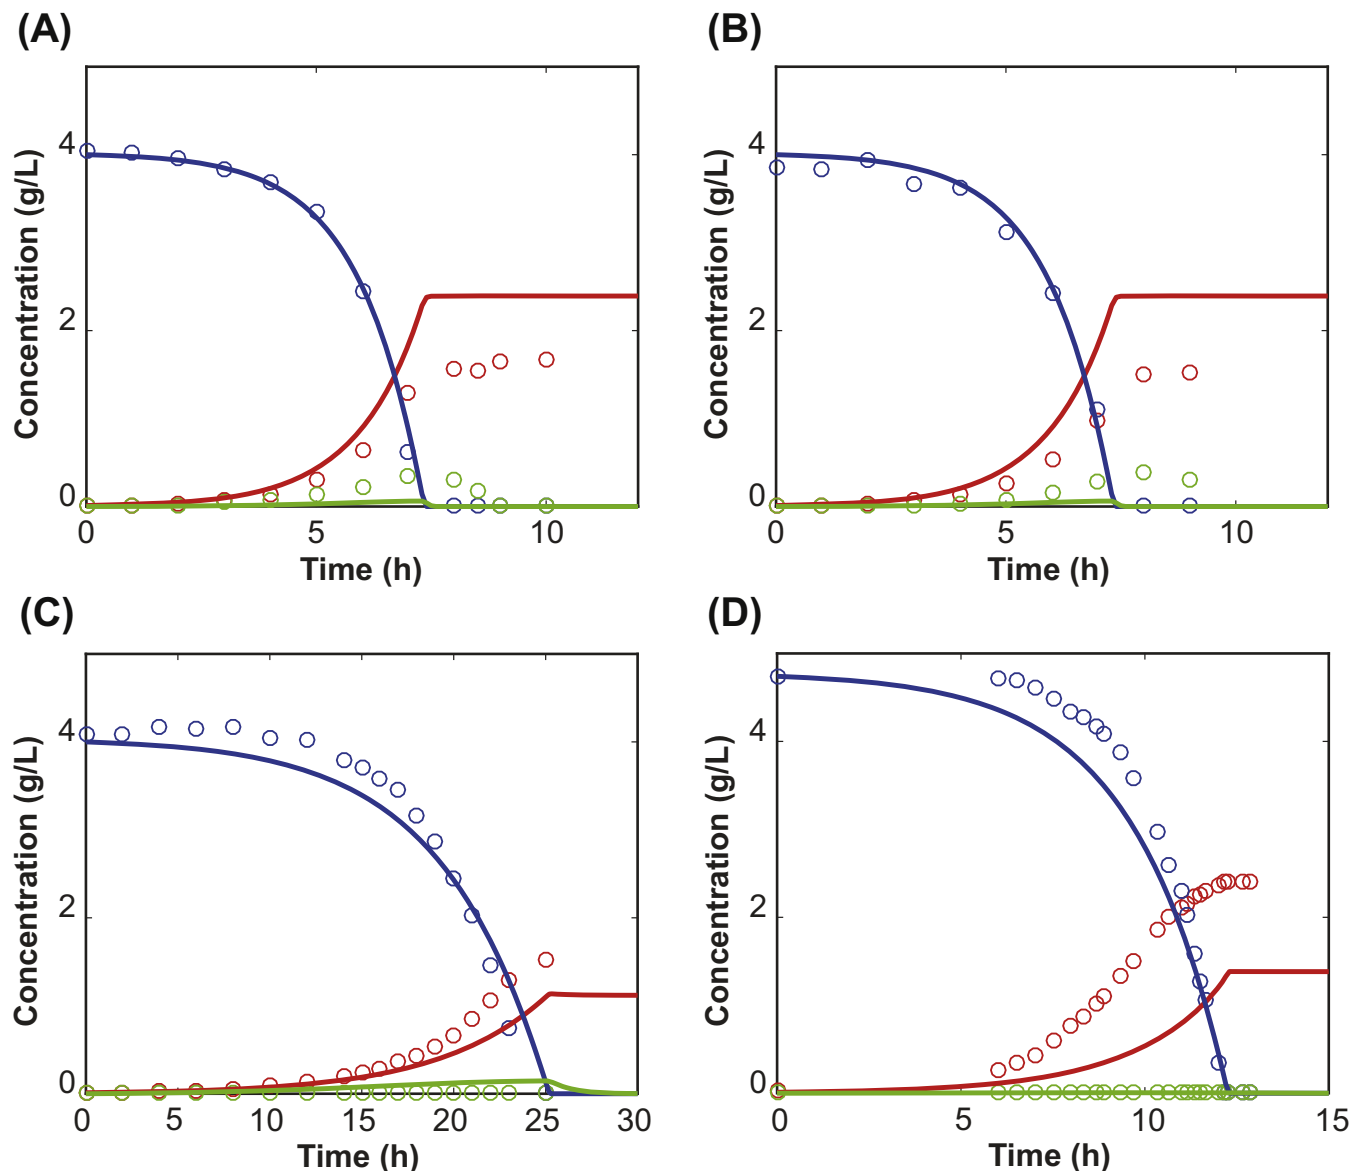 (A)
Concentration (g/L)
4
2
0
0 5 10
Time (h)
(B)
Concentration (g/L)
4
2
0
0 5 10
Time (h)
(C)
Concentration (g/L)
4
2
0
0 5 10 15 20 25 30
Time (h)
(D)
Concentration (g/L)
4
2
0
0 5 10 15
Time (h)